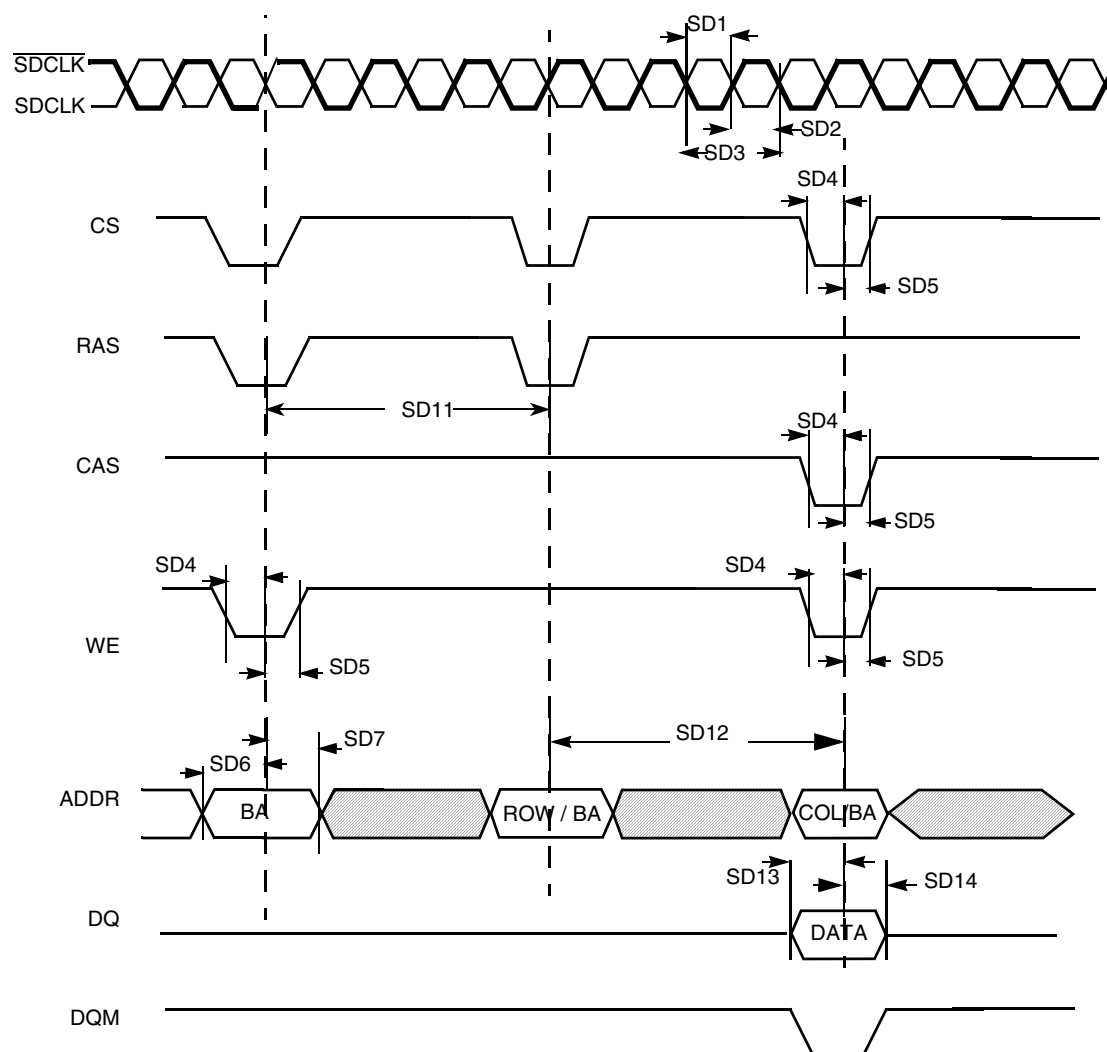 SD1
SDCLK
SDCLK
SD2
SD3
SD4
CS
SD5
RAS
SD11
SD4
CAS
SD5
SD4
SD4
WE
SD5
SD5
SD12
SD7
SD6
ADDR
BA
ROW / BA
COL/BA
SD13
SD14
DQ
DATA
DQM